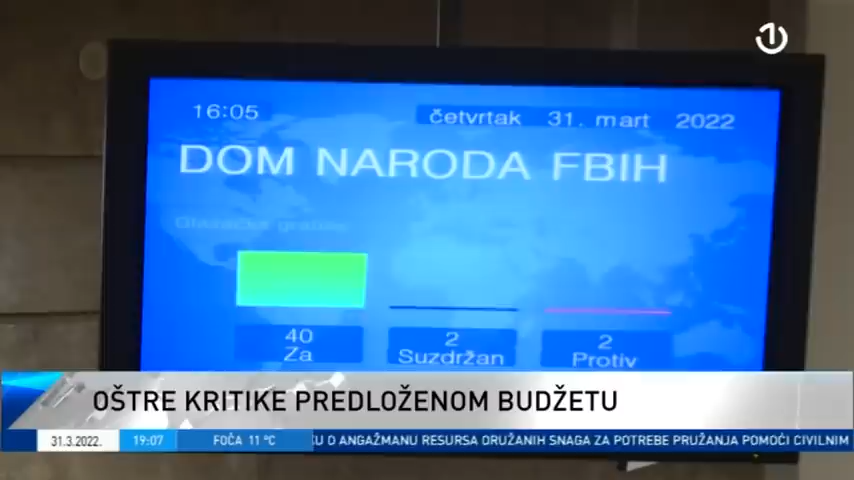 16:05 četvrtak 31. mart 2022
DOM NARODA FBIH
40 2 2
Za Suzdržan Protiv
OŠTRE KRITIKE PREDLOŽENOM BUDŽETU
31.3.2022. 19:07 FOČA 11 °C O ANGAŽMANU RESURSA ORUŽANIH SNAGA ZA POTREBE PRUŽANJA POMOĆI CIVILNIM